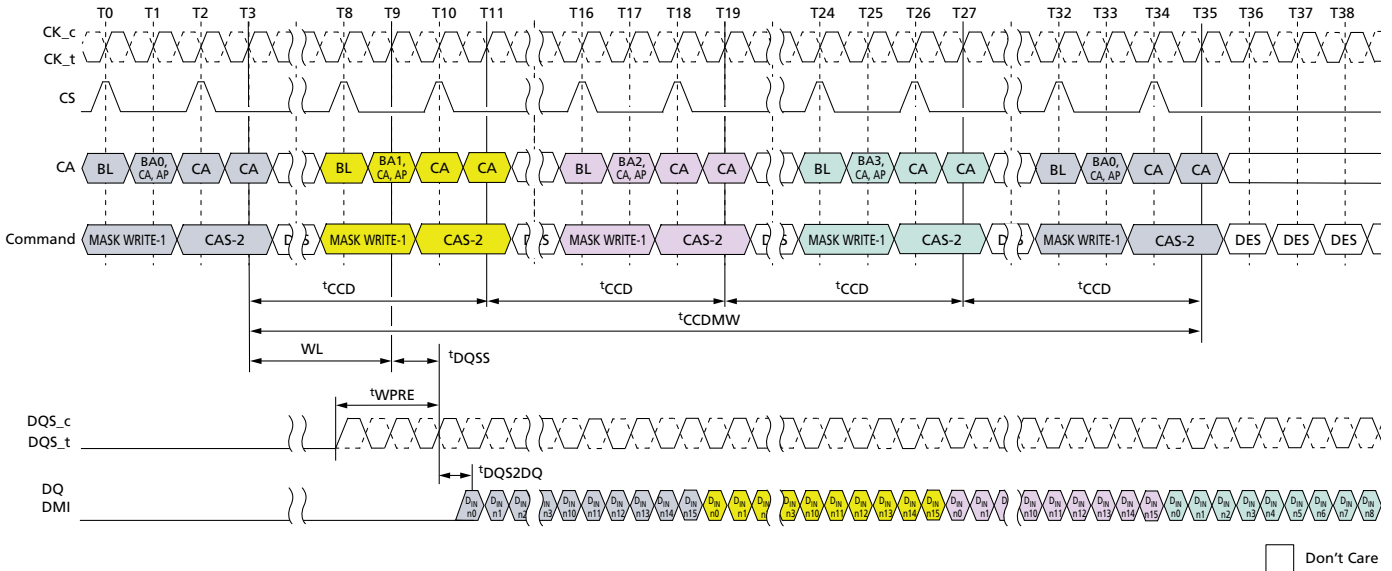 T0 T1 T2 T3 T8 T9 T10 T11 T16 T17 T18 T19 T24 T25 T26 T27 T32 T33 T34 T35 T36 T37 T38
CK_c
CK_t
CS
CA BL BA0, CA, AP CA CA BL BA1, CA, AP CA CA BL BA2, CA, AP CA CA BL BA3, CA, AP CA CA BL BA0, CA, AP CA CA
Command MASK WRITE-1 CAS-2 MASK WRITE-1 CAS-2 MASK WRITE-1 CAS-2 MASK WRITE-1 CAS-2 MASK WRITE-1 CAS-2 DES DES DES
tCCD tCCD tCCD tCCD
tCCDMW
WL tDQSS
tWPRE
DQS_c
DQS_t
tDQS2DQ
DQ
DMI
DIN n0 DIN n1 DIN n2 DIN n3 DIN n10 DIN n11 DIN n12 DIN n13 DIN n14 DIN n15 DIN n0 DIN n1 DIN n3 DIN n10 DIN n11 DIN n12 DIN n13 DIN n14 DIN n15 DIN n0 DIN n1 DIN n10 DIN n11 DIN n12 DIN n13 DIN n14 DIN n15 DIN n0 DIN n1 DIN n2 DIN n3 DIN n4 DIN n5 DIN n6 DIN n7 DIN n8
Don't Care